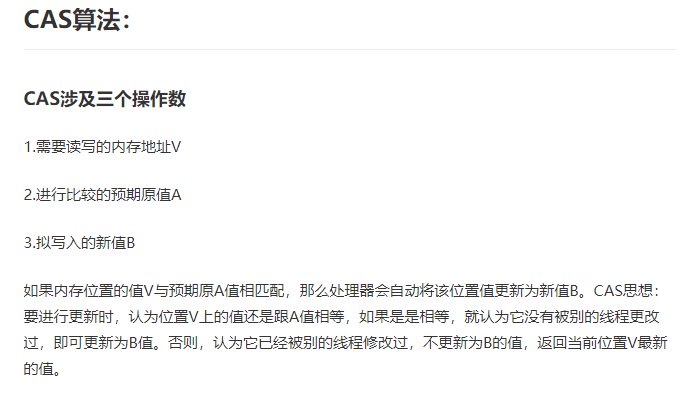 CAS算法：
CAS涉及三个操作数
1.需要读写的内存地址V
2.进行比较的预期原值A
3.拟写入的新值B
如果内存位置的值V与预期原A值相匹配，那么处理器会自动将该位置值更新为新值B。CAS思想：
要进行更新时，认为位置V上的值还是跟A值相等，如果是是相等，就认为它没有被别的线程更改
过，即可更新为B值。否则，认为它已经被别的线程修改过，不更新为B的值，返回当前位置V最新
的值。